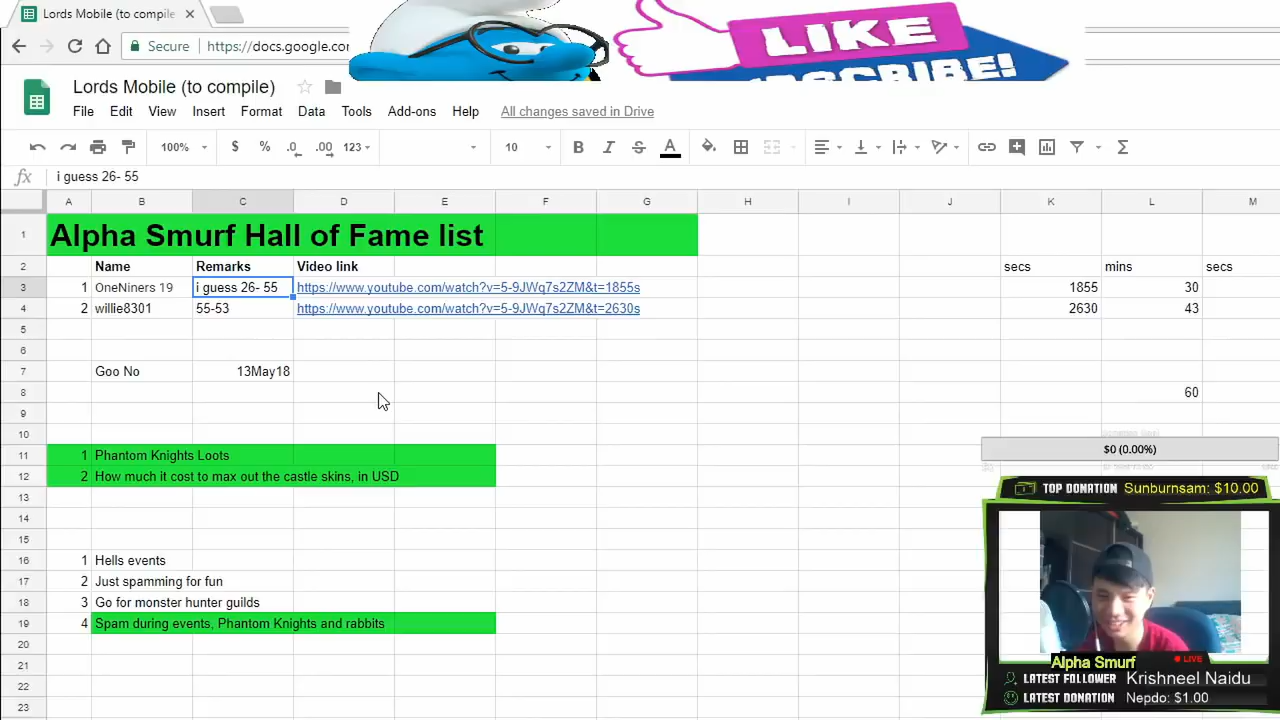 Lords Mobile (to compile
LIKE
SUBSCRIBE!
Secure
https://docs.google.com
Lords Mobile (to compile)
File Edit View Insert Format Data Tools Add-ons Help All changes saved in Drive
100% $ % .0 .00 123 10 B I S A
fx i guess 26- 55
A B C D E F G H I J K L M
1 Alpha Smurf Hall of Fame list
2 Name Remarks Video link secs mins secs
3 1 OneNiners 19 i guess 26- 55 https://www.youtube.com/watch?v=5-9JWq7s2ZM&t=1855s 1855 30
4 2 willie8301 55-53 https://www.youtube.com/watch?v=5-9JWq7s2ZM&t=2630s 2630 43
5
6
7 Goo No 13May18
8 60
9
10
11 1 Phantom Knights Loots
$0 (0.00%)
12 2 How much it cost to max out the castle skins, in USD
TOP DONATION Sunburnsam: $10.00
13
14
15
16 1 Hells events
17 2 Just spamming for fun
18 3 Go for monster hunter guilds
19 4 Spam during events, Phantom Knights and rabbits
20
21
22
23
Alpha Smurf LIVE
LATEST FOLLOWER Krishneel Naidu
LATEST DONATION Nepdo: $1.00